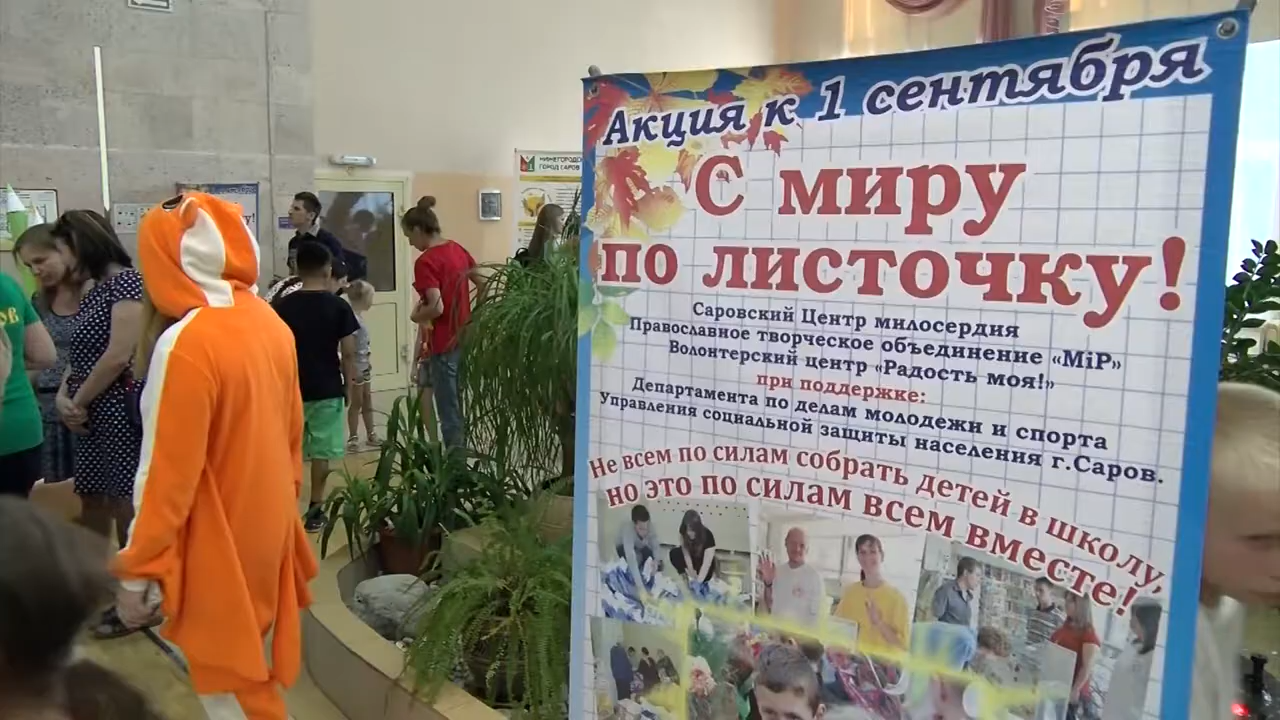 Акция к 1 сентября
С миру
по листочку!
Саровский Центр милосердия
Православное творческое объединение «МiР»
Волонтерский центр «Радость моя!»
при поддержке:
Департамента по делам молодежи и спорта
Управления социальной защиты населения г.Саров.
Не всем по силам собрать детей в школу,
но это по силам всем вместе!
ГОРОД САРОВ